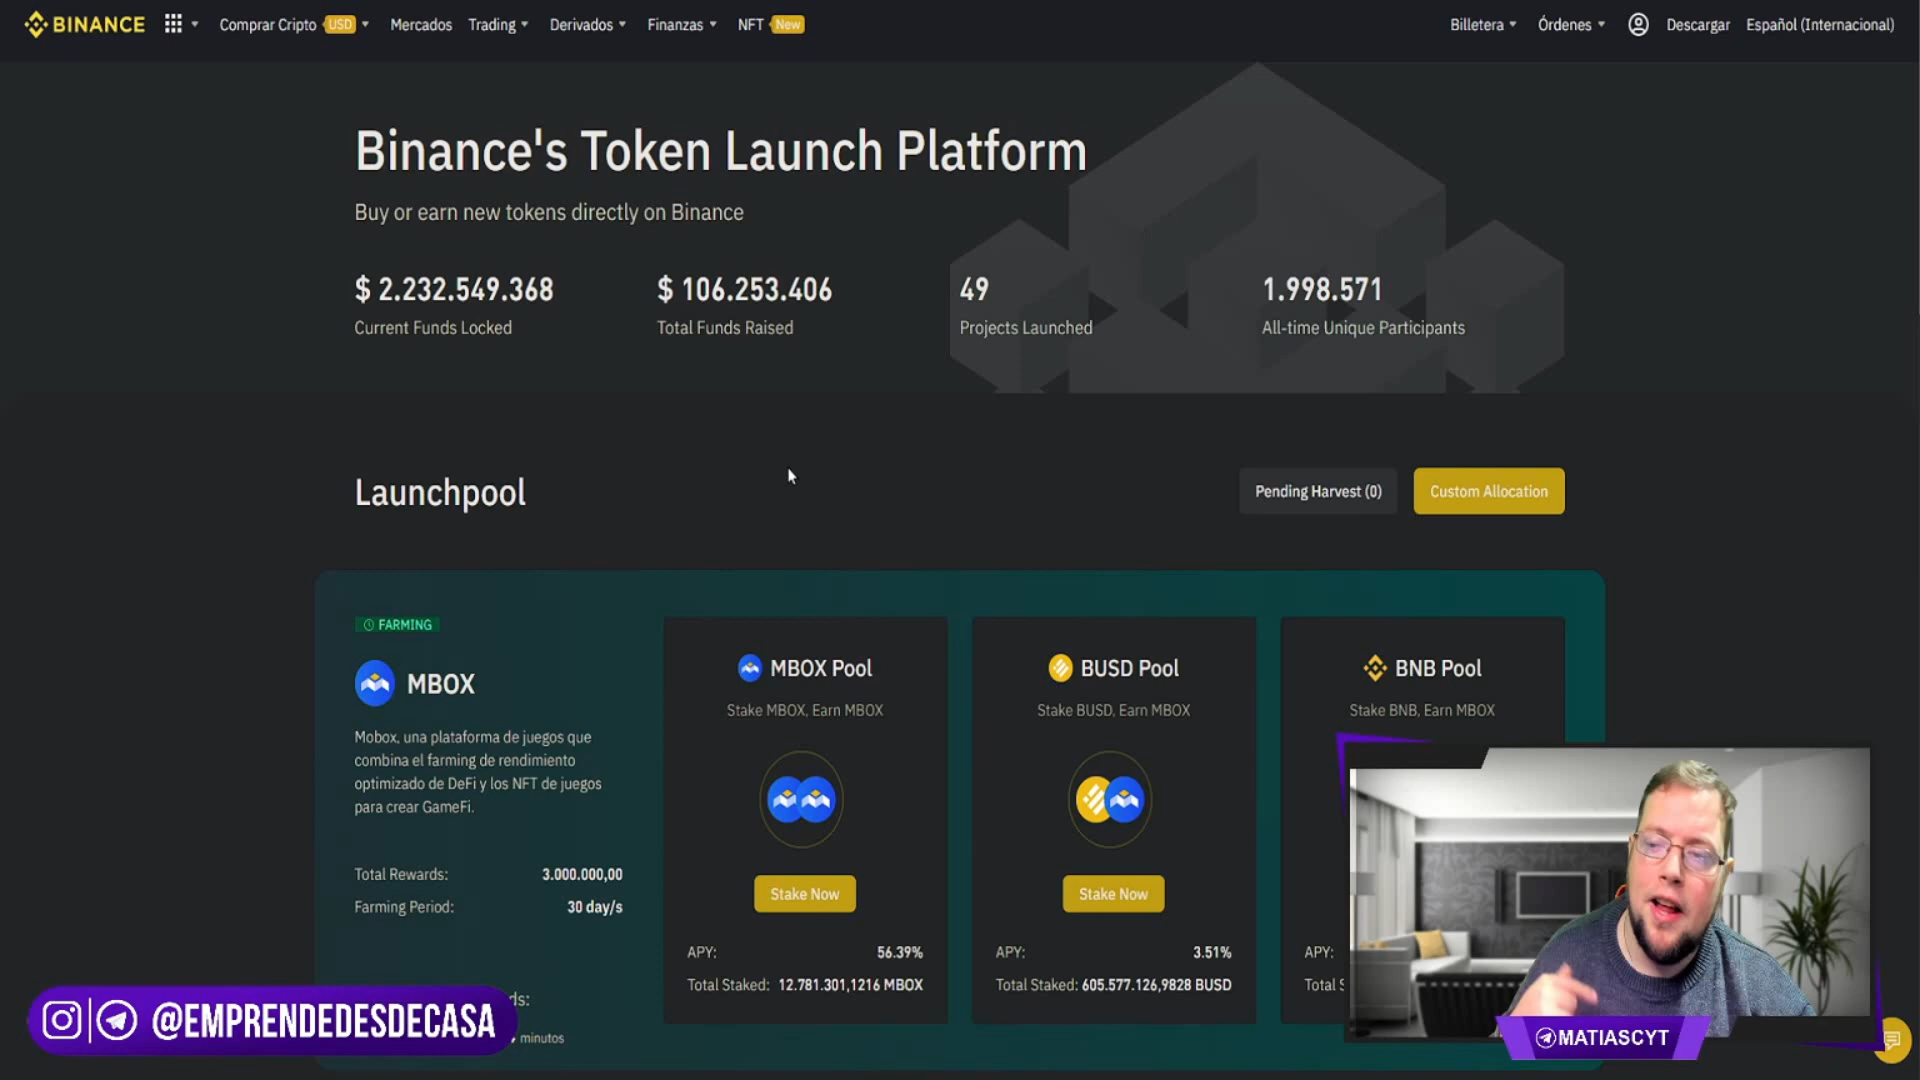 BINANCE
Comprar Cripto USD
Mercados
Trading
Derivados
Finanzas
NFT New
Billetera
Órdenes
Descargar
Español (Internacional)
Binance's Token Launch Platform
Buy or earn new tokens directly on Binance
$ 2.232.549.368
Current Funds Locked
$ 106.253.406
Total Funds Raised
49
Projects Launched
1.998.571
All-time Unique Participants
Launchpool
Pending Harvest (0)
Custom Allocation
FARMING
MBOX
Mobox, una plataforma de juegos que
combina el farming de rendimiento
optimizado de DeFi y los NFT de juegos
para crear GameFi.
Total Rewards: 3.000.000,00
Farming Period: 30 day/s
minutos
MBOX Pool
Stake MBOX, Earn MBOX
Stake Now
APY: 56.39%
Total Staked: 12.781.301,1216 MBOX
BUSD Pool
Stake BUSD, Earn MBOX
Stake Now
APY: 3.51%
Total Staked: 605.577.126,9828 BUSD
BNB Pool
Stake BNB, Earn MBOX
APY:
Total
@EMPRENDEDESDECASA
MATIASCYT